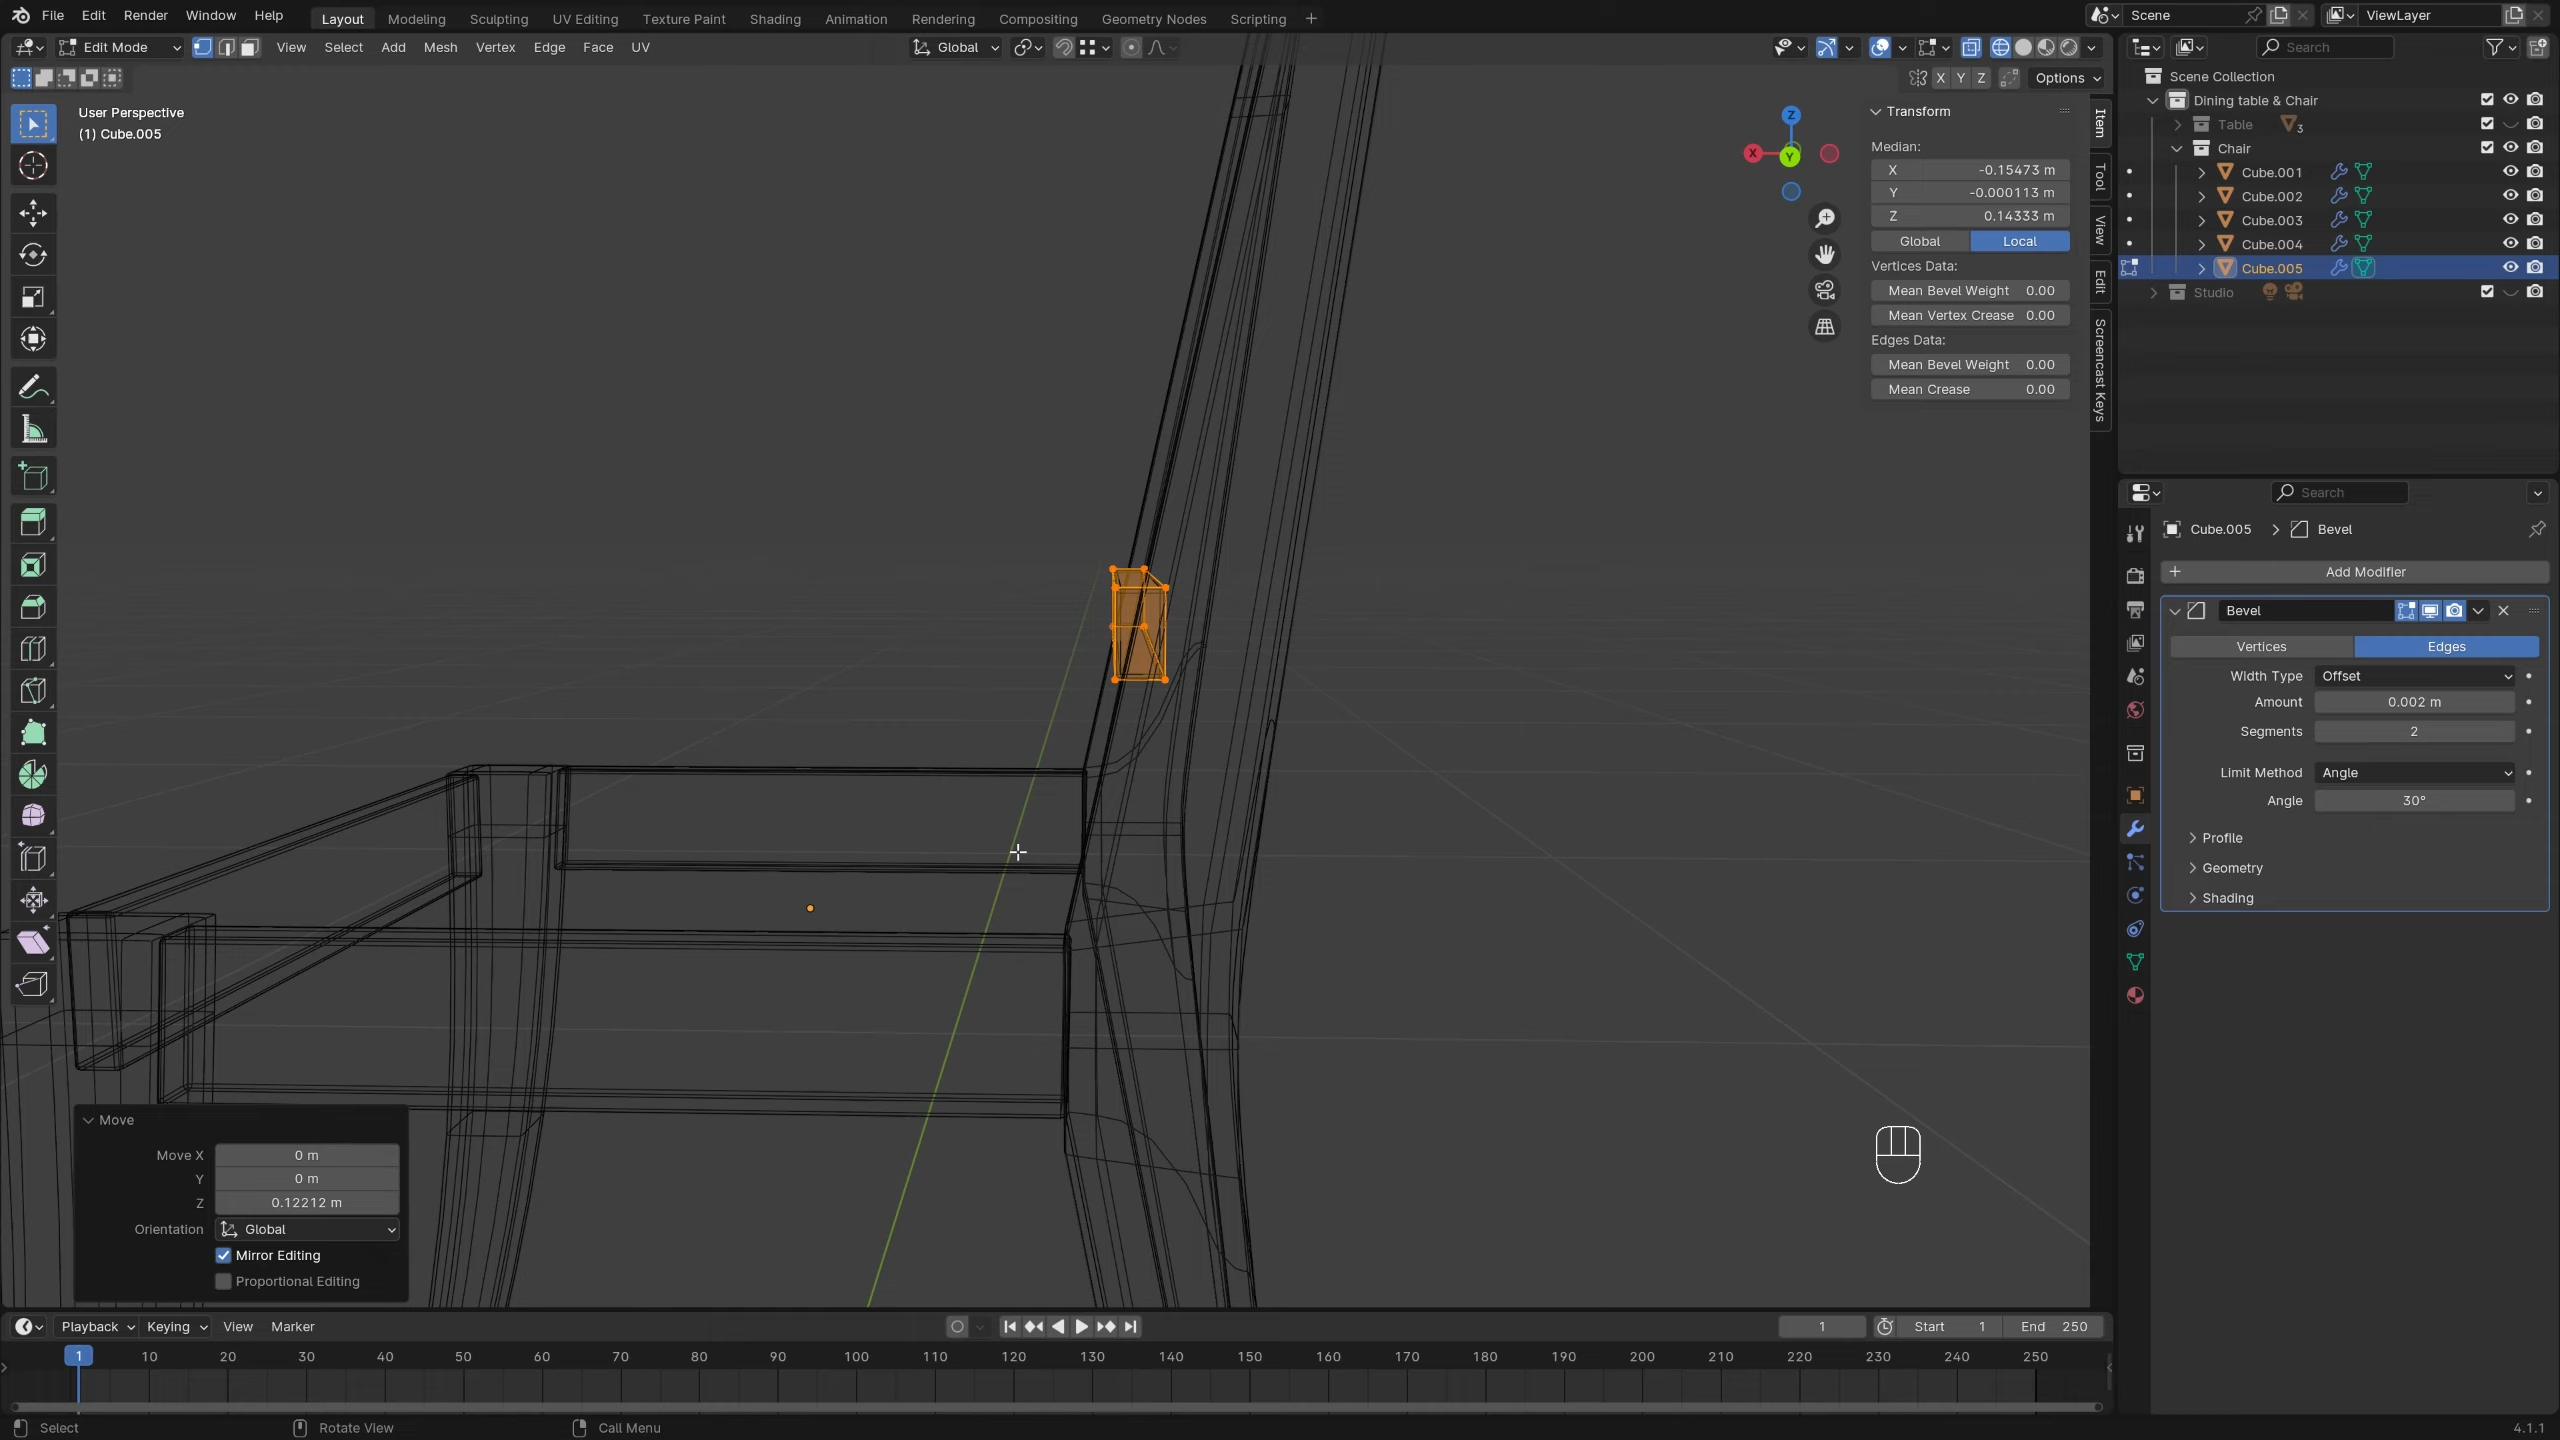 File Edit Render Window Help Layout Modeling Sculpting UV Editing Texture Paint Shading Animation Rendering Compositing Geometry Nodes Scripting + Scene ViewLayer
Edit Mode View Select Add Mesh Vertex Edge Face UV Global Search
X Y Z Options
User Perspective
(1) Cube.005
Z
X
Y
Transform
Median:
X -0.15473 m
Y -0.000113 m
Z 0.14333 m
Global Local
Vertices Data:
Mean Bevel Weight 0.00
Mean Vertex Crease 0.00
Edges Data:
Mean Bevel Weight 0.00
Mean Crease 0.00
Item
Tool
View
Edit
Screencast Keys
Scene Collection
Dining table & Chair
Table 3
Chair
Cube.001
Cube.002
Cube.003
Cube.004
Cube.005
Studio
Search
Cube.005 > Bevel
+ Add Modifier
Bevel
Vertices Edges
Width Type Offset
Amount 0.002 m
Segments 2
Limit Method Angle
Angle 30°
Profile
Geometry
Shading
Move
Move X 0 m
Y 0 m
Z 0.12212 m
Orientation Global
Mirror Editing
Proportional Editing
Playback Keying View Marker 1 Start 1 End 250
1 10 20 30 40 50 60 70 80 90 100 110 120 130 140 150 160 170 180 190 200 210 220 230 240 250
Select Rotate View Call Menu 4.1.1